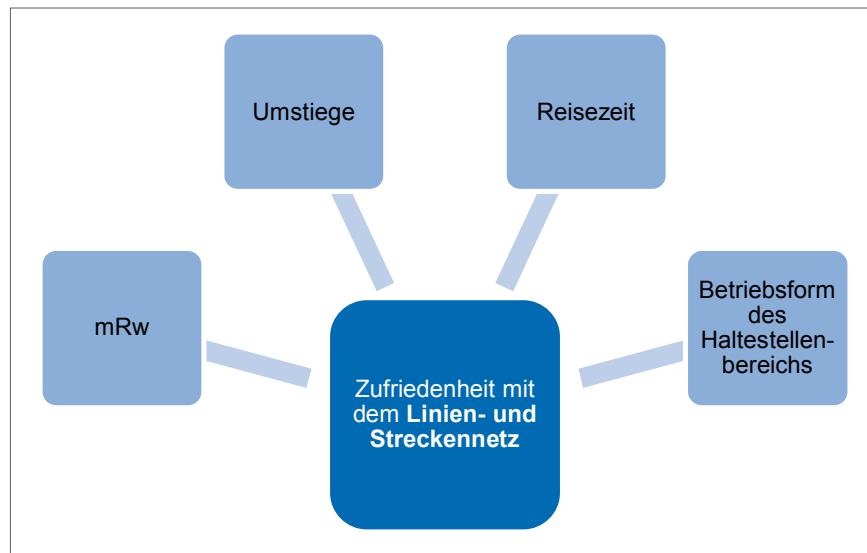 Umstiege
Reisezeit
mRw
Betriebsform
des
Haltestellen-
bereichs
Zufriedenheit mit
dem Linien- und
Streckennetz